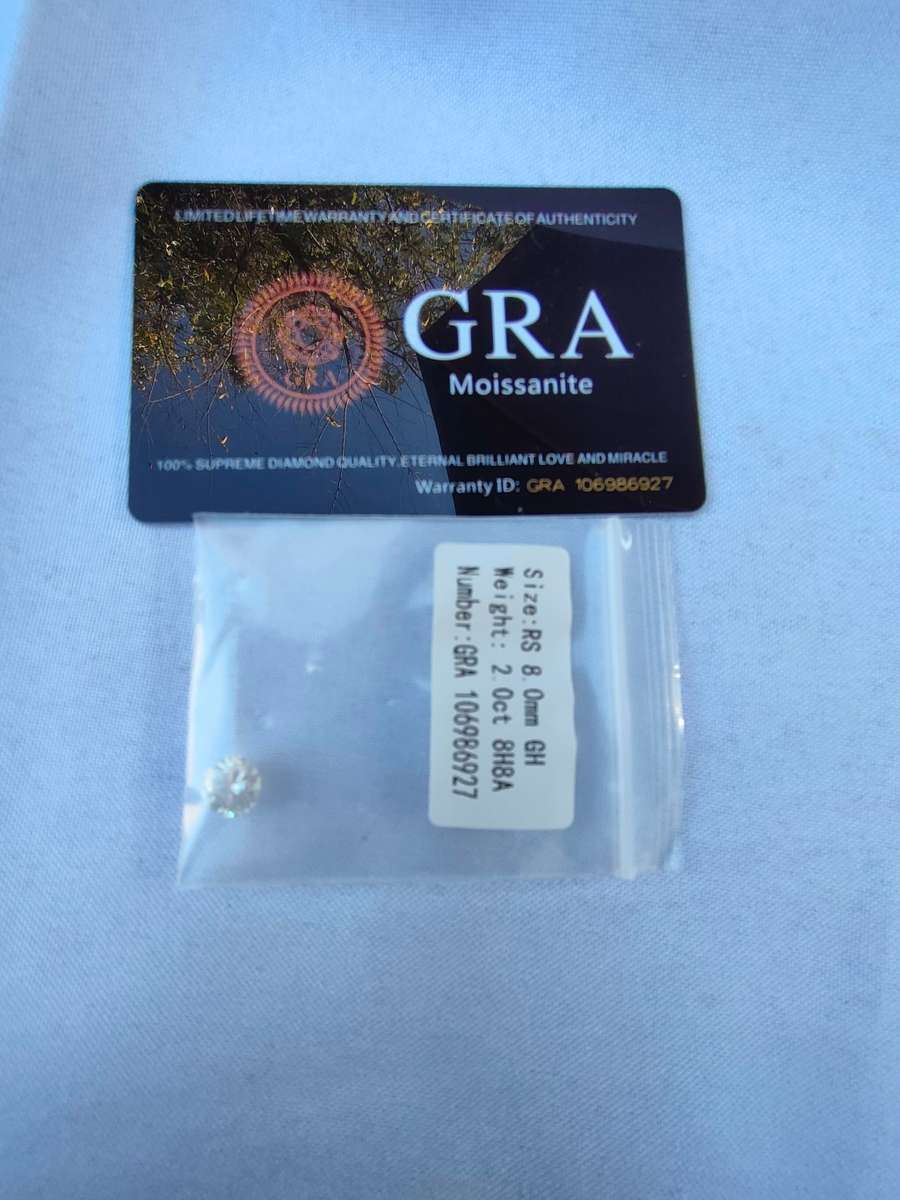 LIMITED LIFETIME WARRANTY AND CERTIFICATE OF AUTHENTICITY
GRA
GRA
Moissanite
100% SUPREME DIAMOND QUALITY.ETERNAL BRILLIANT LOVE AND MIRACLE
Warranty ID: GRA 106986927
Size:RS 8.0mm GH
Weight: 2.0ct 8H8A
Number:GRA 106986927